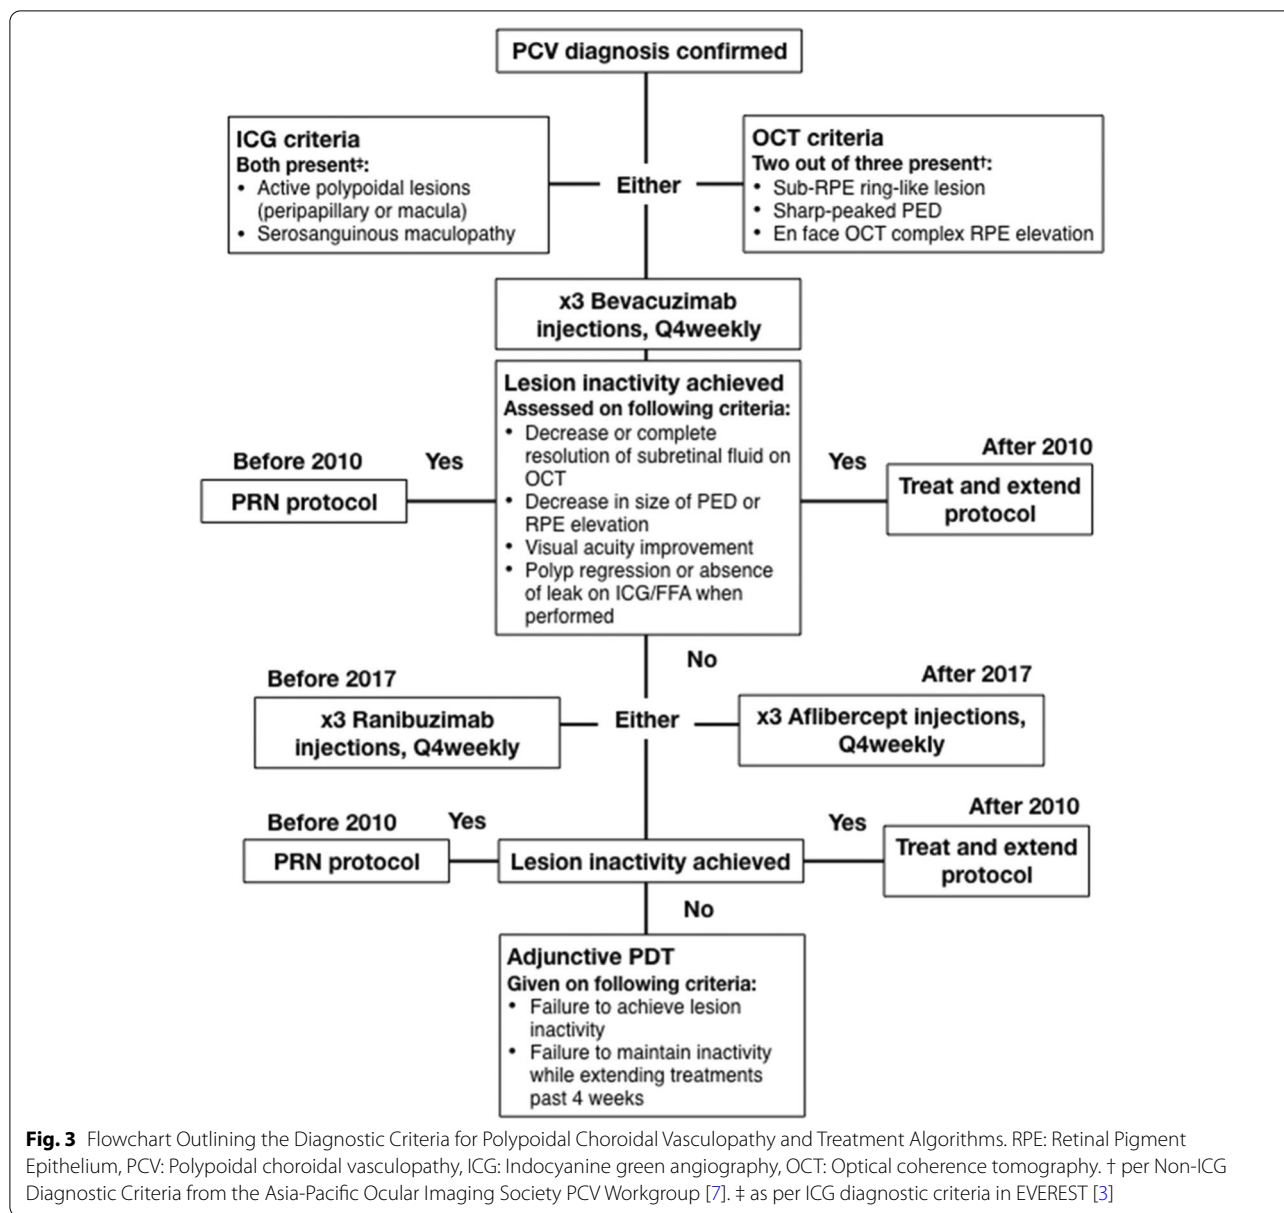 PCV diagnosis confirmed
ICG criteria
Both present‡:
• Active polypoidal lesions
(peripapillary or macula)
• Serosanguinous maculopathy
Either
OCT criteria
Two out of three present†:
• Sub-RPE ring-like lesion
• Sharp-peaked PED
• En face OCT complex RPE elevation
x3 Bevacuzimab
injections, Q4weekly
Lesion inactivity achieved
Assessed on following criteria:
• Decrease or complete
resolution of subretinal fluid on
OCT
• Decrease in size of PED or
RPE elevation
• Visual acuity improvement
• Polyp regression or absence
of leak on ICG/FFA when
performed
Before 2010
Yes
PRN protocol
Yes
After 2010
Treat and extend
protocol
No
Before 2017
x3 Ranibuzimab
injections, Q4weekly
Either
After 2017
x3 Aflibercept injections,
Q4weekly
Before 2010
Yes
PRN protocol
Lesion inactivity achieved
Yes
After 2010
Treat and extend
protocol
No
Adjunctive PDT
Given on following criteria:
• Failure to achieve lesion
inactivity
• Failure to maintain inactivity
while extending treatments
past 4 weeks
Fig. 3 Flowchart Outlining the Diagnostic Criteria for Polypoidal Choroidal Vasculopathy and Treatment Algorithms. RPE: Retinal Pigment
Epithelium, PCV: Polypoidal choroidal vasculopathy, ICG: Indocyanine green angiography, OCT: Optical coherence tomography. † per Non-ICG
Diagnostic Criteria from the Asia-Pacific Ocular Imaging Society PCV Workgroup [7]. ‡ as per ICG diagnostic criteria in EVEREST [3]